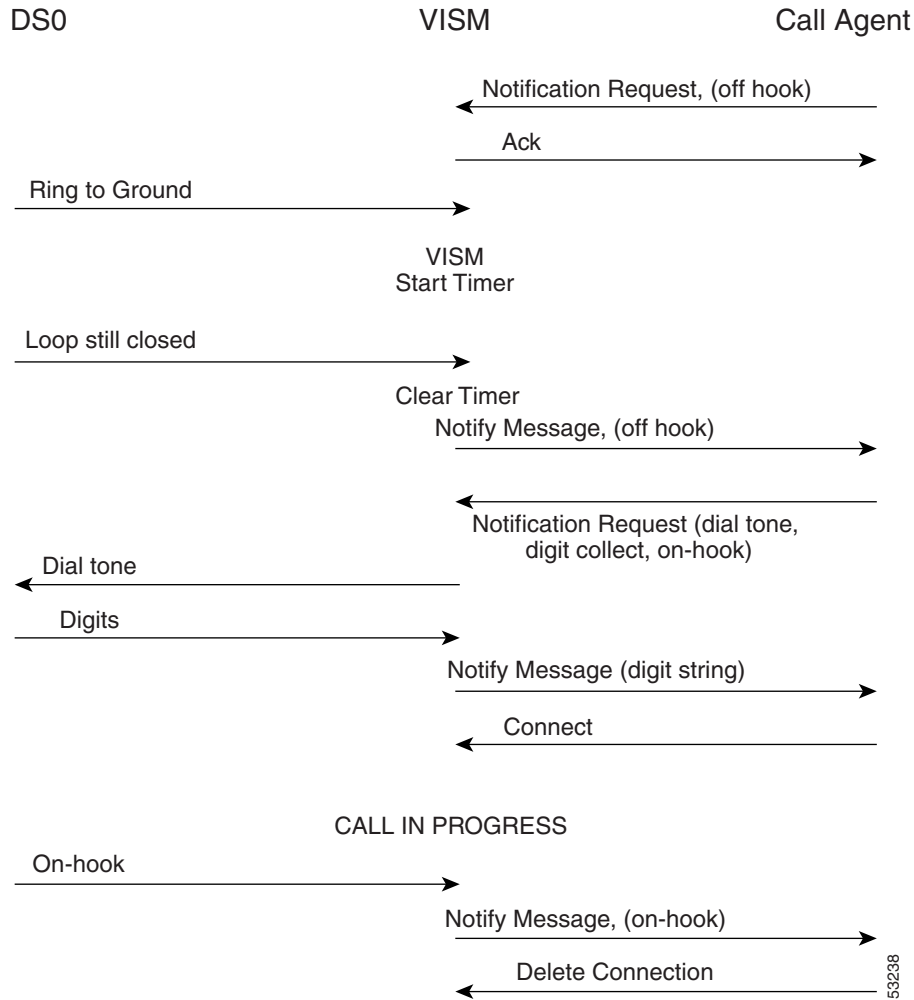 DS0 VISM Call Agent
Notification Request, (off hook)
Ack
Ring to Ground
VISM
Start Timer
Loop still closed
Clear Timer
Notify Message, (off hook)
Notification Request (dial tone,
digit collect, on-hook)
Dial tone
Digits
Notify Message (digit string)
Connect
CALL IN PROGRESS
On-hook
Notify Message, (on-hook)
Delete Connection
53238